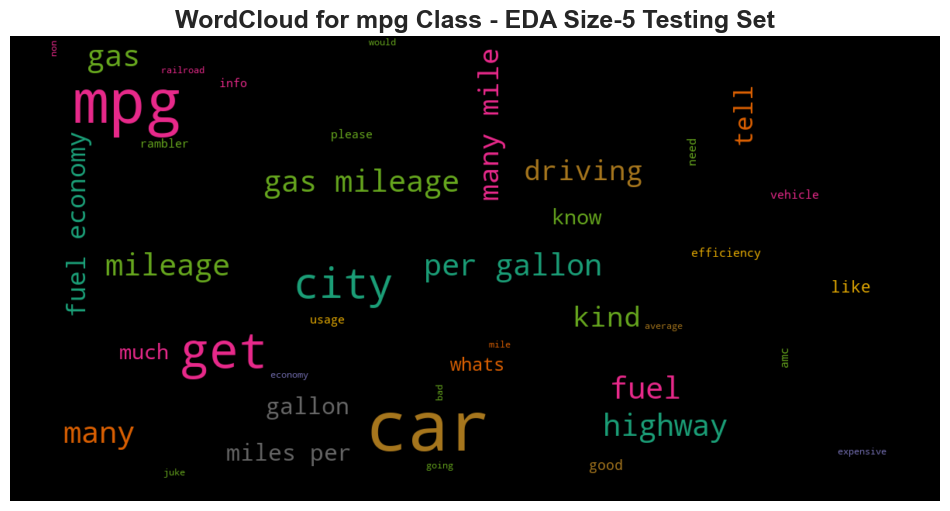 WordCloud for mpg Class - EDA Size-5 Testing Set
non
would
gas
railroad
info
mpg
many mile
tell
please
rambler
need
fuel economy
gas mileage
driving
vehicle
know
efficiency
mileage
city
per gallon
like
usage
kind
average
much
get
mile
whats
amc
economy
bad
fuel
gallon
car
highway
many
miles per
expensive
juke
going
good